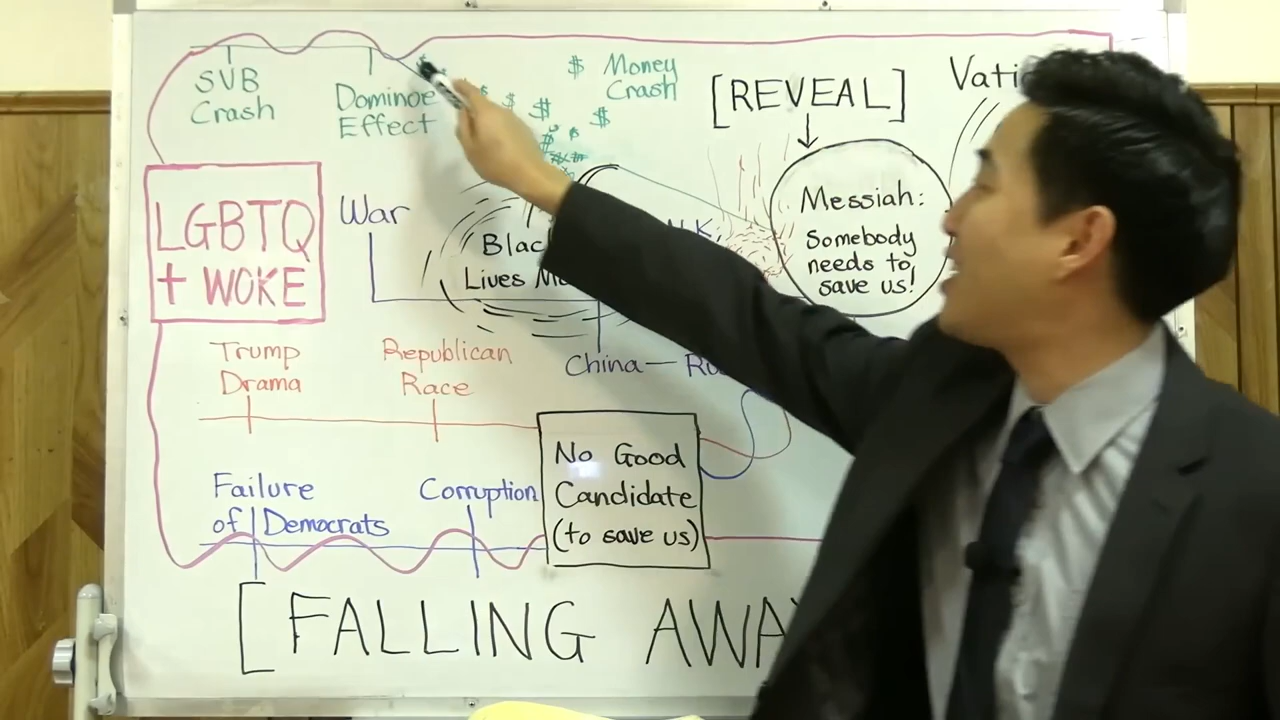 SVB
Crash
Dominoe
Effect
$ Money
Crash
[REVEAL]
LGBTQ
+ WOKE
War
Lives
Messiah:
Somebody
needs to
save us!
Trump
Drama
Republican
Race
China —
No Good
Candidate
(to save us)
Failure
of Democrats
Corruption
[FALLING